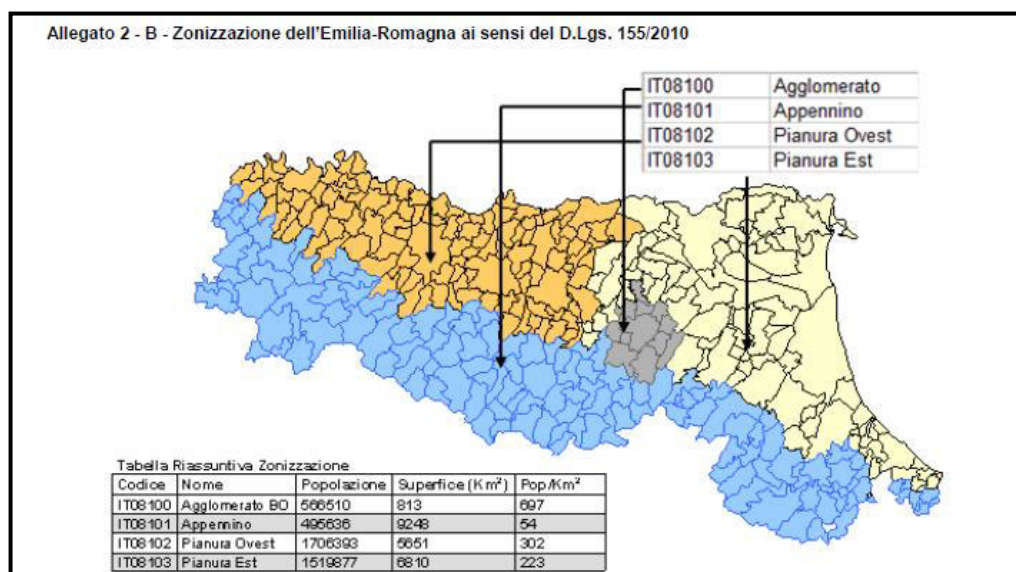 Allegato 2 - B - Zonizzazione dell'Emilia-Romagna ai sensi del D.Lgs. 155/2010
IT08100 Agglomerato
IT08101 Appennino
IT08102 Pianura Ovest
IT08103 Pianura Est
Tabella Riassuntiva Zonizzazione
Codice Nome Popolazione Superfice (Km²) Pop/Km²
IT08100 Agglomerato BO 566510 813 697
IT08101 Appennino 495636 9248 54
IT08102 Pianura Ovest 1706393 5651 302
IT08103 Pianura Est 1519877 6810 223